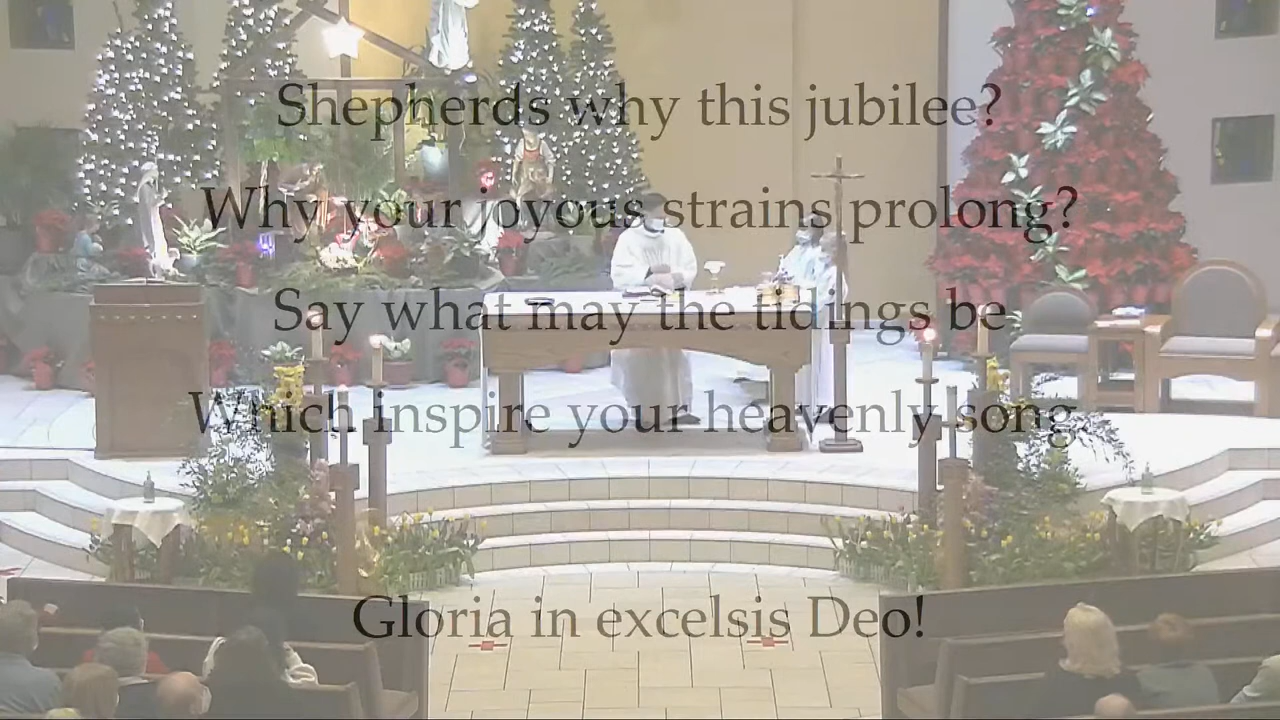 Shepherds why this jubilee?
Why your joyous strains prolong?
Say what may the tidings be
Which inspire your heavenly song.
Gloria in excelsis Deo!